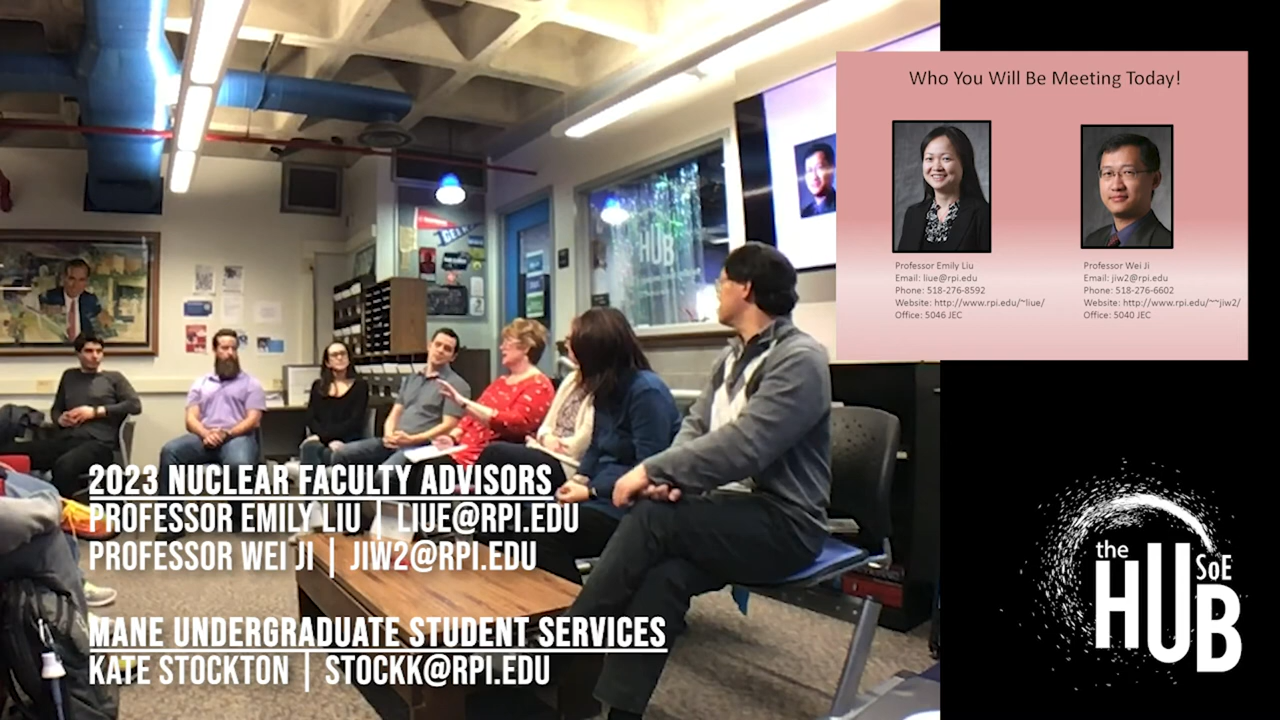 Who You Will Be Meeting Today!
Professor Emily Liu
Email: liue@rpi.edu
Phone: 518-276-8592
Website: http://www.rpi.edu/~liue/
Office: 5046 JEC
Professor Wei Ji
Email: jiw2@rpi.edu
Phone: 518-276-6602
Website: http://www.rpi.edu/~~jiw2/
Office: 5040 JEC
HUB
2023 NUCLEAR FACULTY ADVISORS
PROFESSOR EMILY LIU | LIUE@RPI.EDU
PROFESSOR WEI JI | JIW2@RPI.EDU
MANE UNDERGRADUATE STUDENT SERVICES
KATE STOCKTON | STOCKK@RPI.EDU
the
HUB
SoE